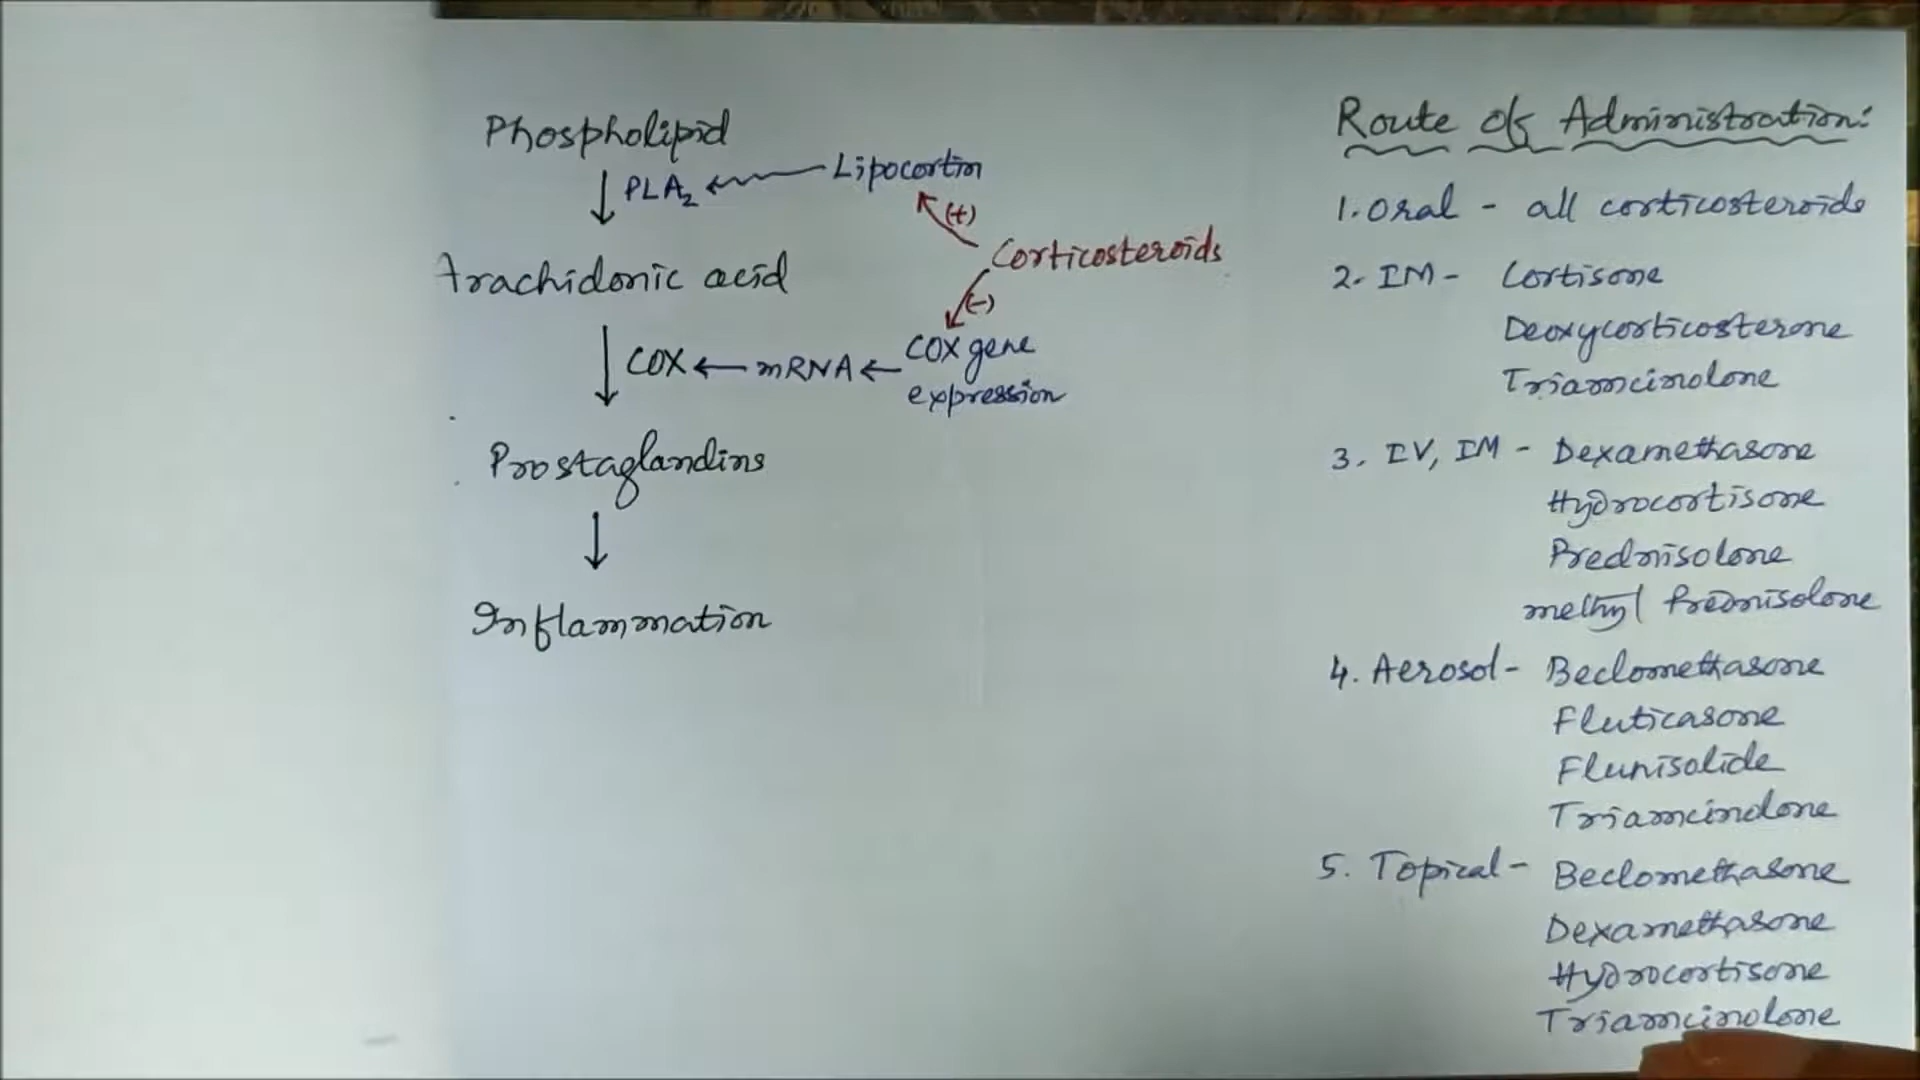 Phospholipid
PLA₂ ← Lipocortin
(+)
Corticosteroids
Arachidonic acid
(-)
COX ← mRNA ← COX gene
expression
Prostaglandins
Inflammation
Route of Administration:
1. Oral - all corticosteroids
2. IM - Cortisone
Deoxycorticosterone
Triamcinolone
3. IV, IM - Dexamethasone
Hydrocortisone
Prednisolone
methyl Prednisolone
4. Aerosol - Beclomethasone
Fluticasone
Flunisolide
Triamcinolone
5. Topical - Beclomethasone
Dexamethasone
Hydrocortisone
Triamcinolone